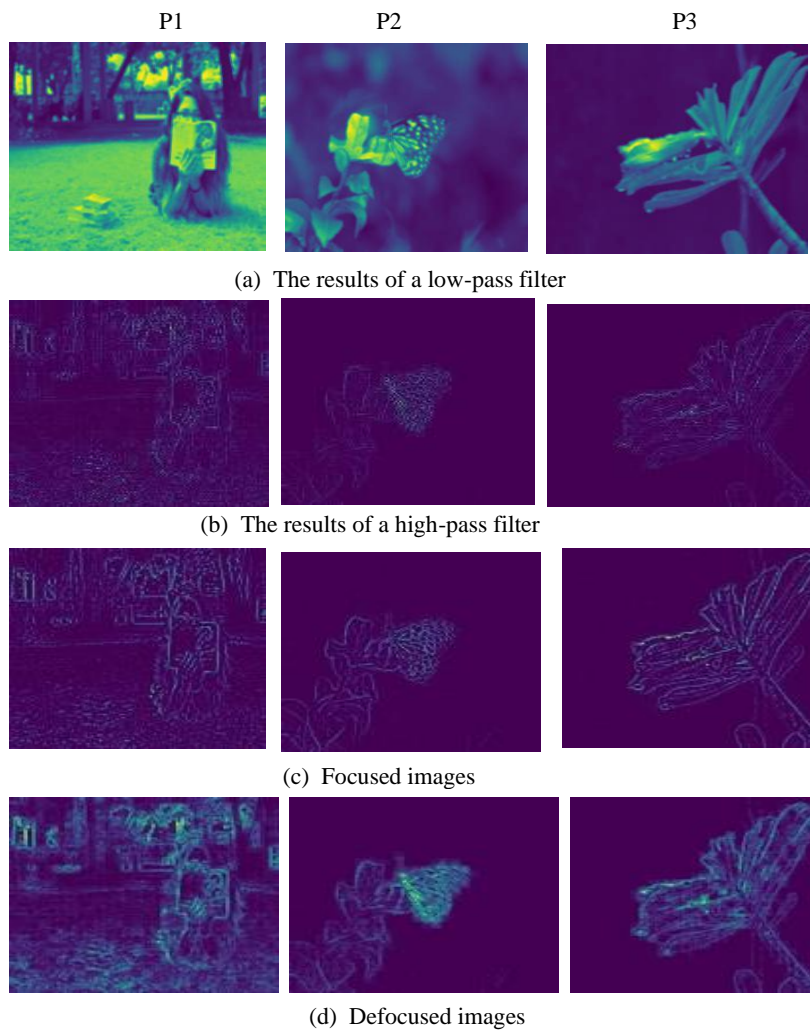 P1 P2 P3
(a) The results of a low-pass filter
(b) The results of a high-pass filter
(c) Focused images
(d) Defocused images